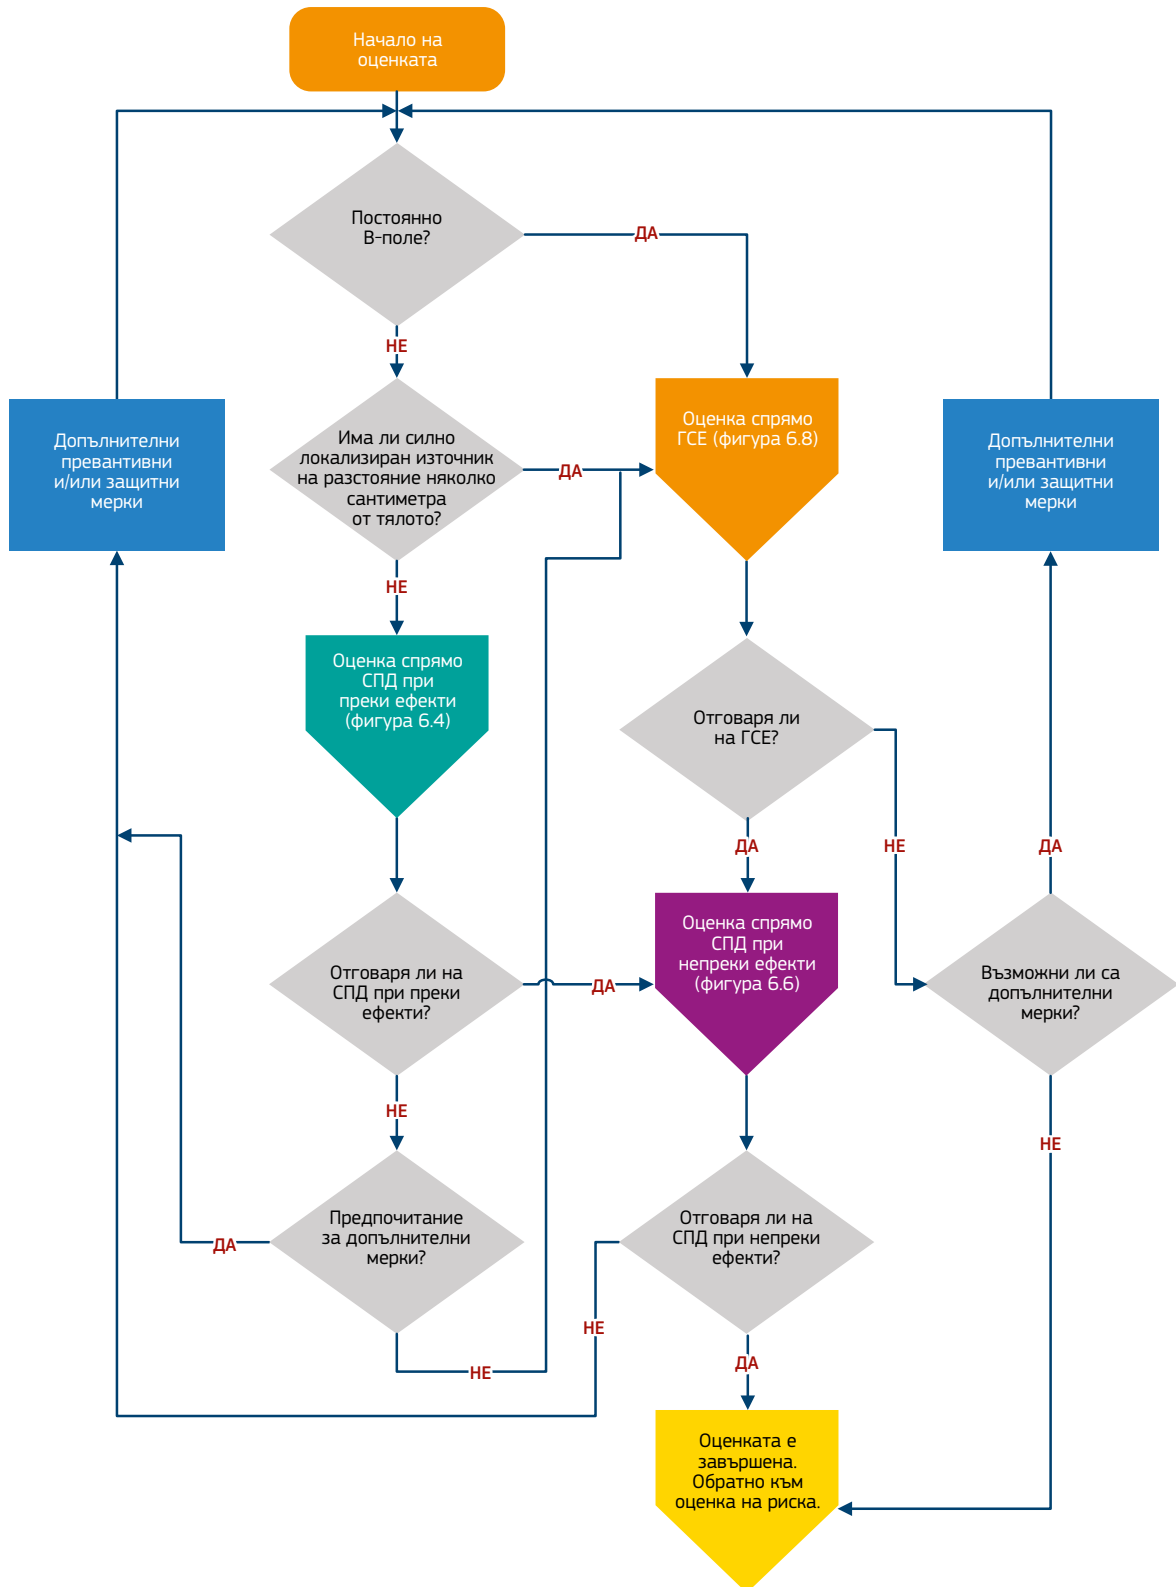 Начало на
оценката
Постоянно
В-поле?
ДА
НЕ
Има ли силно
локализиран източник
на разстояние няколко
сантиметра
от тялото?
ДА
Оценка спрямо
ГСЕ (фигура 6.8)
Допълнителни
превантивни
и/или защитни
мерки
Допълнителни
превантивни
и/или защитни
мерки
НЕ
Оценка спрямо
СПД при
преки ефекти
(фигура 6.4)
Отговаря ли
на ГСЕ?
ДА
НЕ
ДА
Отговаря ли на
СПД при преки
ефекти?
ДА
Оценка спрямо
СПД при
непреки ефекти
(фигура 6.6)
Възможни ли са
допълнителни
мерки?
НЕ
НЕ
Предпочитание
за допълнителни
мерки?
ДА
Отговаря ли на
СПД при непреки
ефекти?
НЕ
НЕ
ДА
Оценката е
завършена.
Обратно към
оценка на риска.